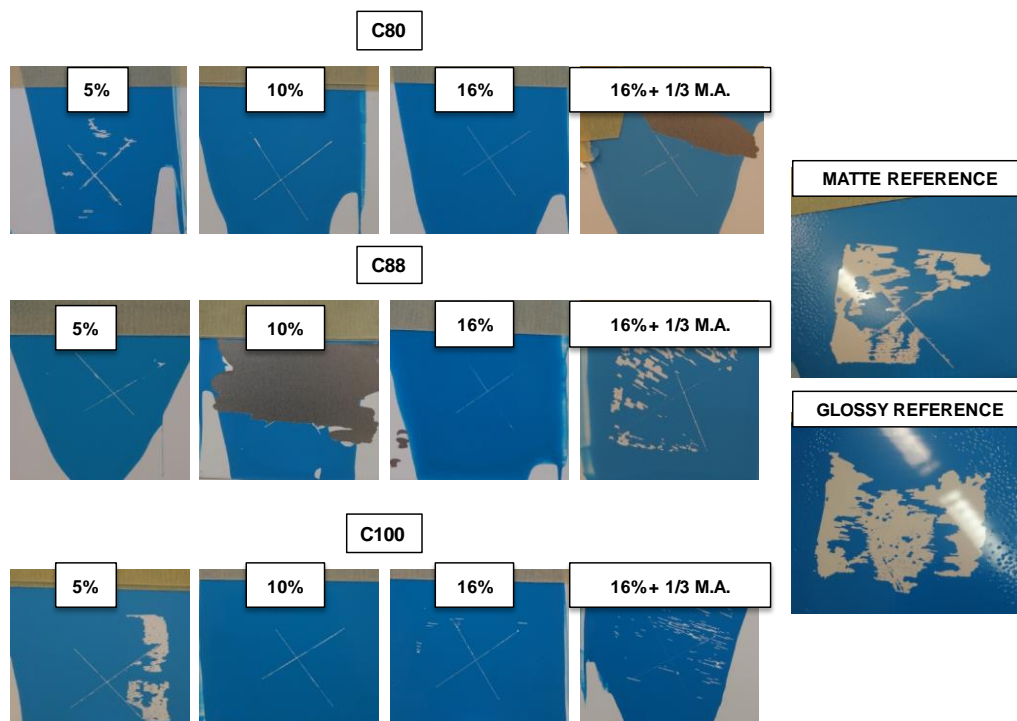 C80
5%
10%
16%
16% + 1/3 M.A.
MATTE REFERENCE
C88
5%
10%
16%
16% + 1/3 M.A.
GLOSSY REFERENCE
C100
5%
10%
16%
16% + 1/3 M.A.